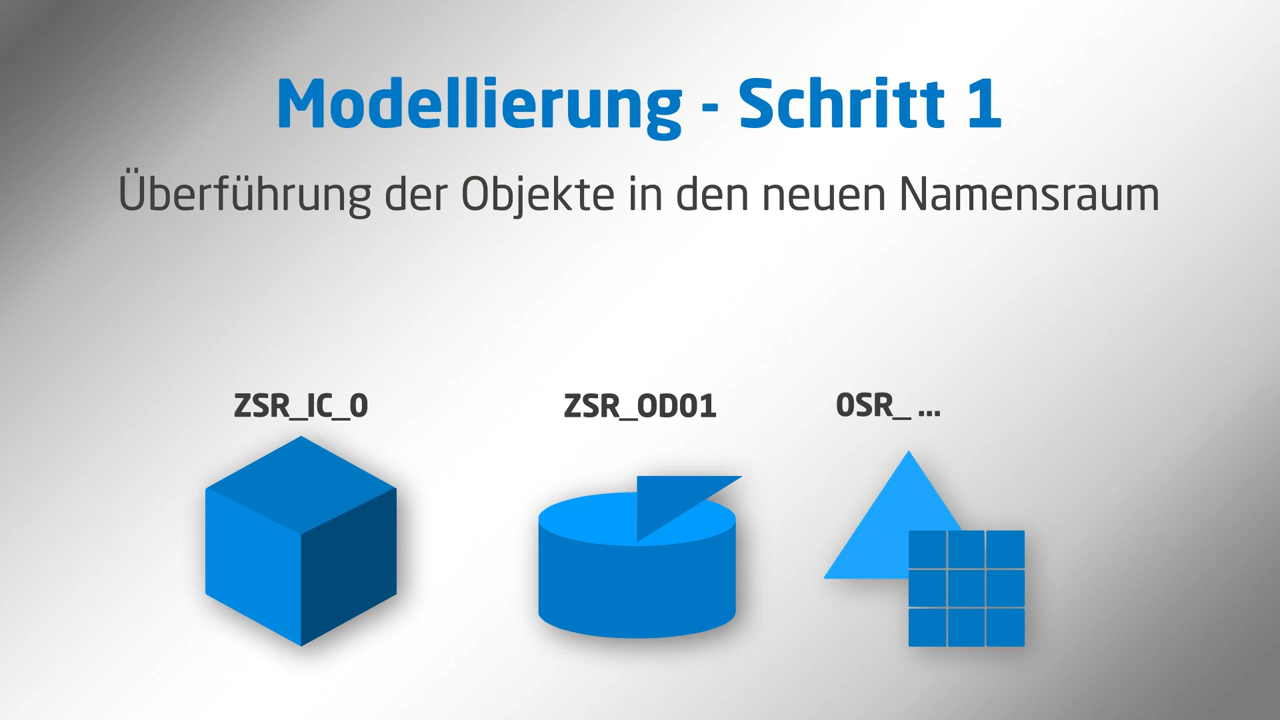 Modellierung - Schritt 1
Überführung der Objekte in den neuen Namensraum
ZSR_IC_0
ZSR_OD01
0SR_ ...